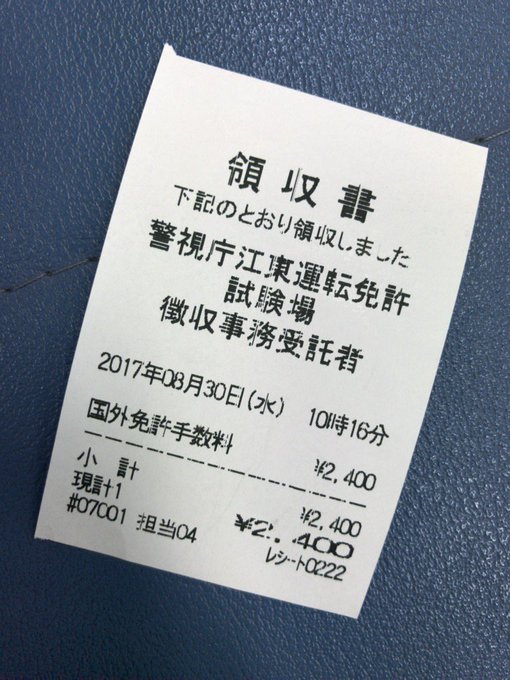 領収書
下記のとおり領収しました
警視庁江東運転免許
試験場
徴収事務受託者
2017年08月30日(水) 10時16分
国外免許手数料 ¥2,400
小計 ¥2,400
現計1 ¥2,400
#07001 担当04 レシート0222